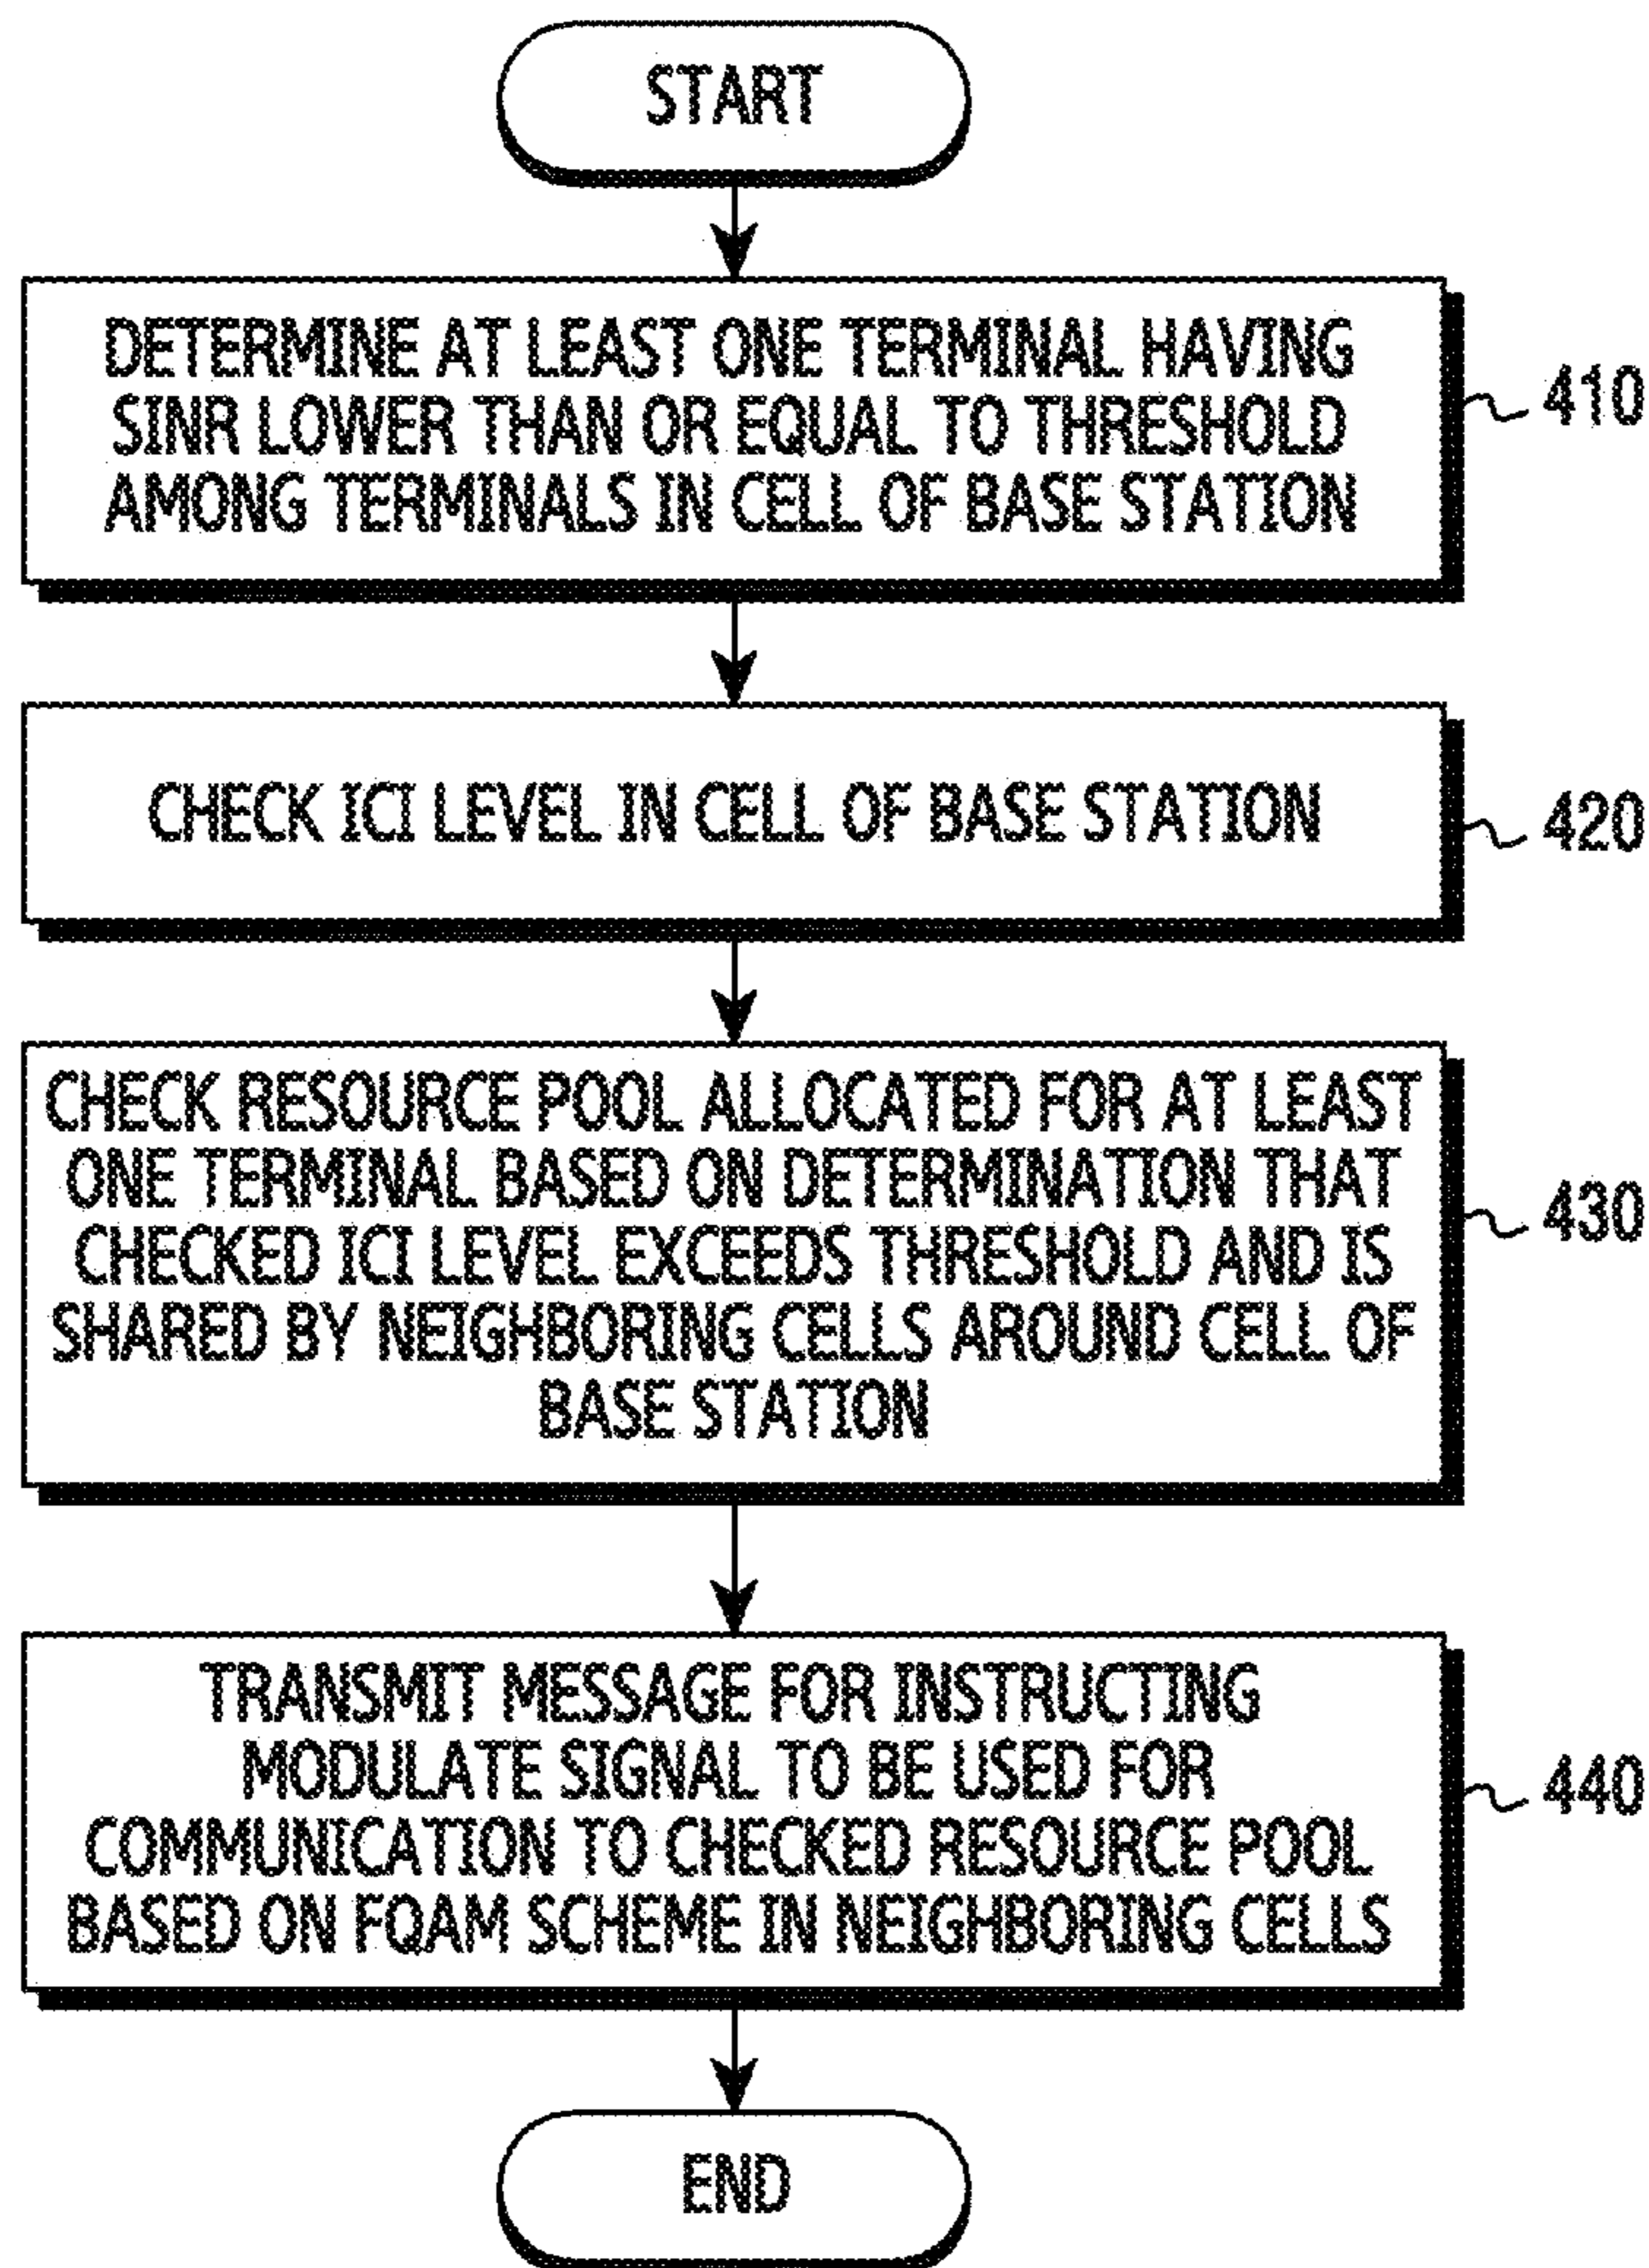 START
DETERMINE AT LEAST ONE TERMINAL HAVING
SINR LOWER THAN OR EQUAL TO THRESHOLD
AMONG TERMINALS IN CELL OF BASE STATION
410
CHECK ICI LEVEL IN CELL OF BASE STATION
420
CHECK RESOURCE POOL ALLOCATED FOR AT LEAST
ONE TERMINAL BASED ON DETERMINATION THAT
CHECKED ICI LEVEL EXCEEDS THRESHOLD AND IS
SHARED BY NEIGHBORING CELLS AROUND CELL OF
BASE STATION
430
TRANSMIT MESSAGE FOR INSTRUCTING
MODULATE SIGNAL TO BE USED FOR
COMMUNICATION TO CHECKED RESOURCE POOL
BASED ON FQAM SCHEME IN NEIGHBORING CELLS
440
END